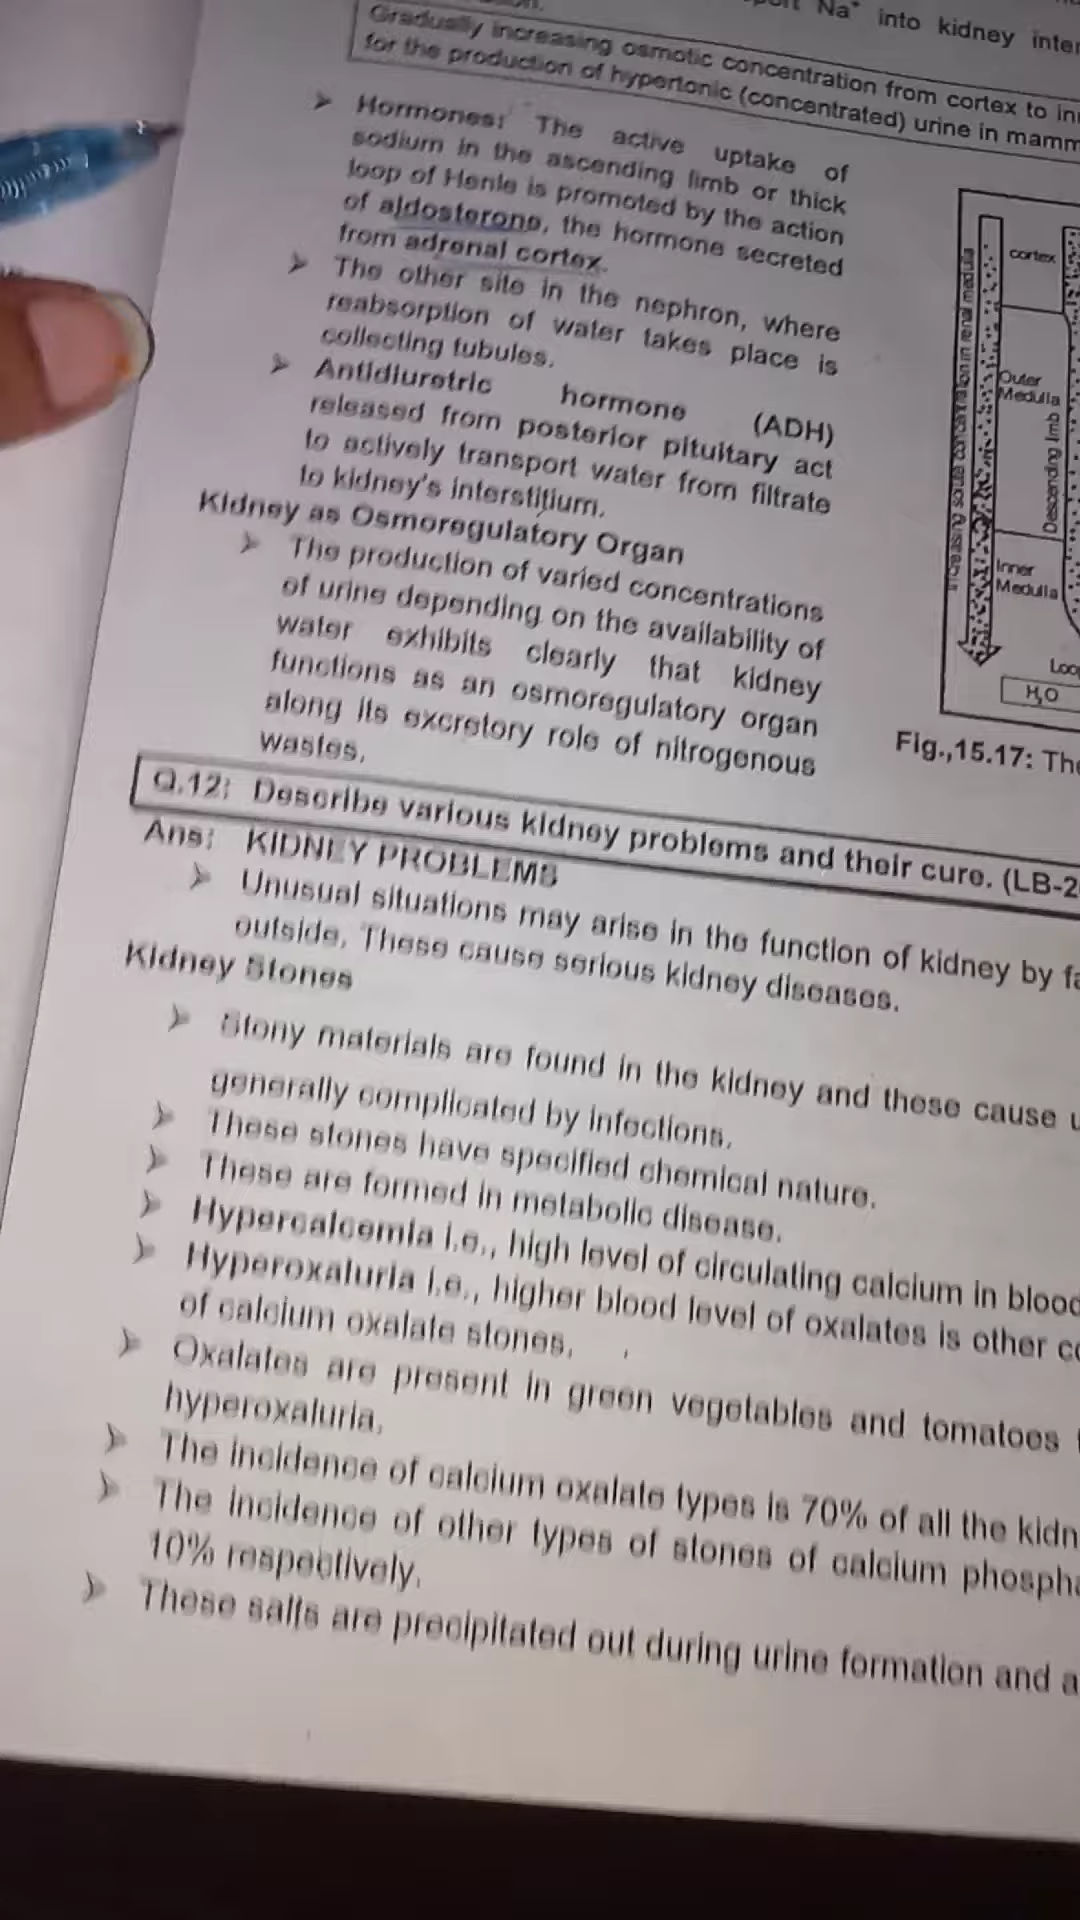 Na⁺ into kidney
Gradually increasing osmotic concentration from cortex to
for the production of hypertonic (concentrated) urine in
➤ Hormones: The active uptake of
sodium in the ascending limb or thick
loop of Henle is promoted by the action
of aldosterone, the hormone secreted
from adrenal cortex.
➤ The other site in the nephron, where
reabsorption of water takes place is
collecting tubules.
➤ Antidiuretric hormone (ADH)
released from posterior pituitary act
to actively transport water from filtrate
to kidney's interstitium.
Kidney as Osmoregulatory Organ
➤ The production of varied concentrations
of urine depending on the availability of
water exhibits clearly that kidney
functions as an osmoregulatory organ
along its excretory role of nitrogenous
wastes.
Increasing solute concentration in renal medulla
cortex
Outer
Medulla
Descending limb
Inner
Medulla
H₂O
Fig.,15.17:
Q.12: Describe various kidney problems and their cure. (LB-2
Ans: KIDNEY PROBLEMS
➤ Unusual situations may arise in the function of kidney by
outside. These cause serious kidney diseases.
Kidney Stones
➤ Stony materials are found in the kidney and these cause
generally complicated by infections.
➤ These stones have specified chemical nature.
➤ These are formed in metabolic disease.
➤ Hypercalcemia i.e., high level of circulating calcium in
➤ Hyperoxaluria i.e., higher blood level of oxalates is other
of calcium oxalate stones.
➤ Oxalates are present in green vegetables and tomatoes
hyperoxaluria.
➤ The incidence of calcium oxalate types is 70% of all the
➤ The incidence of other types of stones of calcium
10% respectively.
➤ These salts are precipitated out during urine formation and